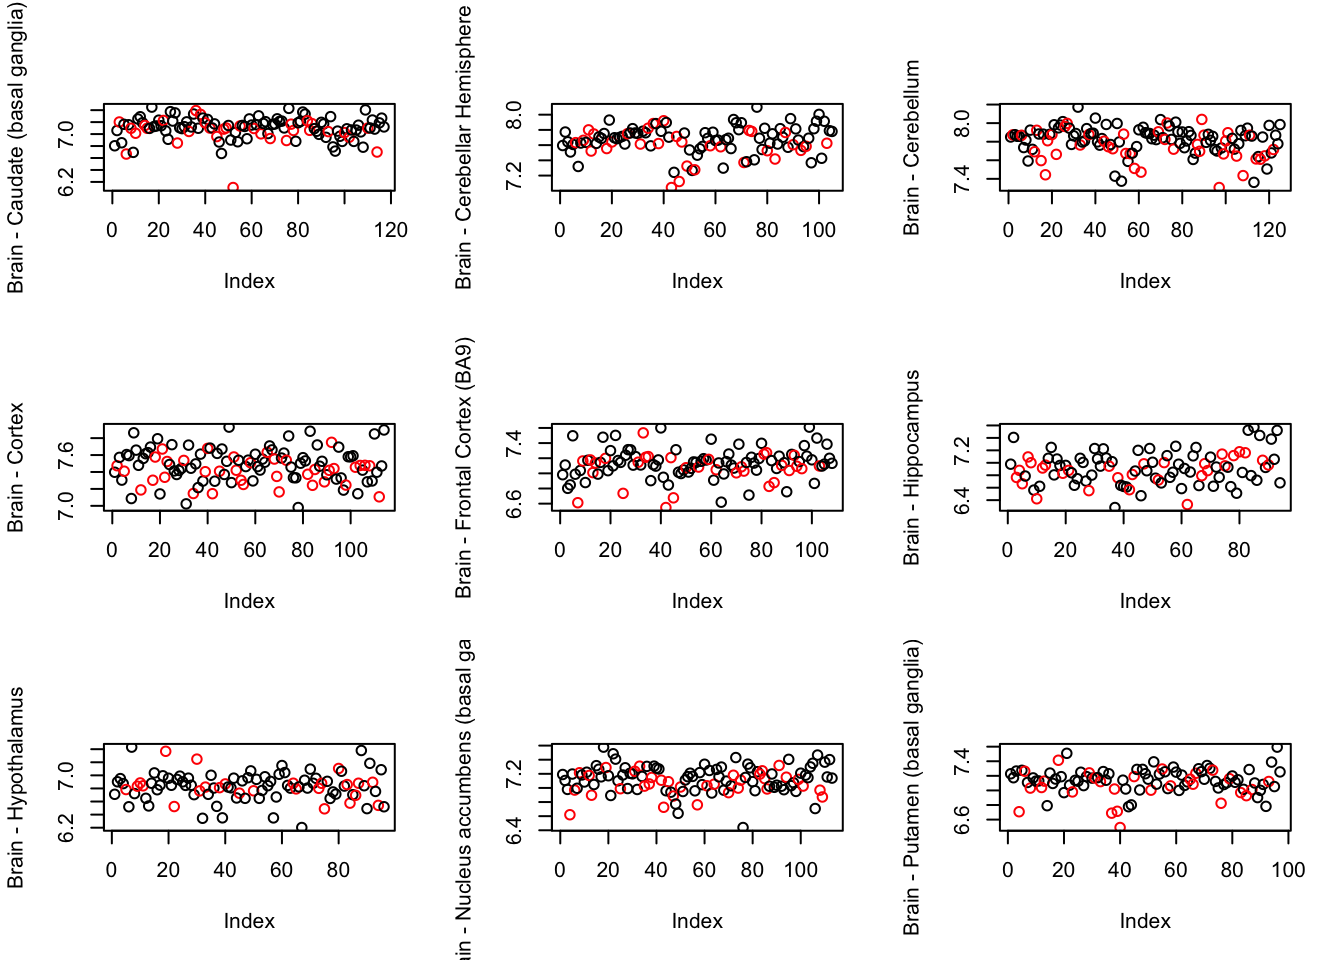 Brain - Caudate (basal ganglia)
6.2 7.0
0 20 40 60 80 120
Index
Brain - Cerebellar Hemisphere
7.2 8.0
0 20 40 60 80 100
Index
Brain - Cerebellum
7.4 8.0
0 20 40 60 80 120
Index
Brain - Cortex
7.0 7.6
0 20 40 60 80 100
Index
Brain - Frontal Cortex (BA9)
6.6 7.4
0 20 40 60 80 100
Index
Brain - Hippocampus
6.4 7.2
0 20 40 60 80
Index
Brain - Hypothalamus
6.2 7.0
0 20 40 60 80
Index
ain - Nucleus accumbens (basal ga
6.4 7.2
0 20 40 60 80 100
Index
Brain - Putamen (basal ganglia)
6.6 7.4
0 20 40 60 80 100
Index